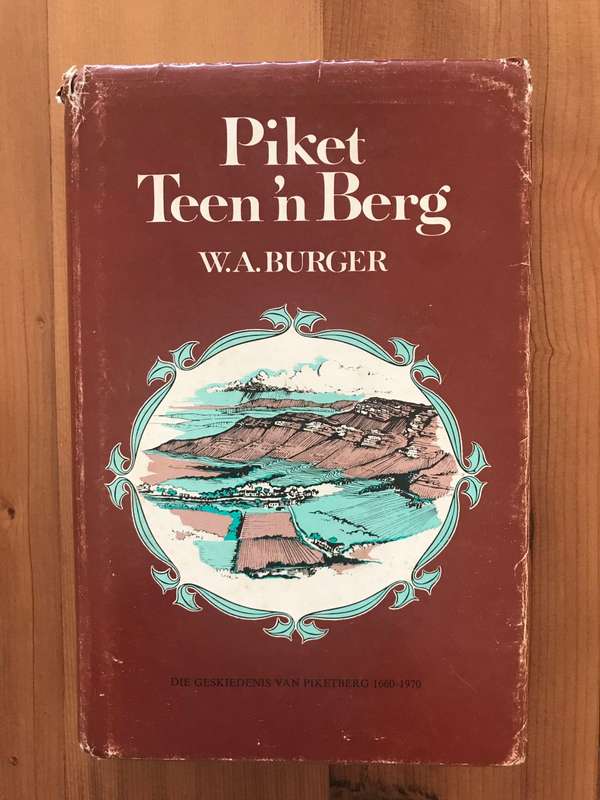 Piket
Teen 'n Berg
W.A. BURGER
DIE GESKIEDENIS VAN PIKETBERG 1660-1970